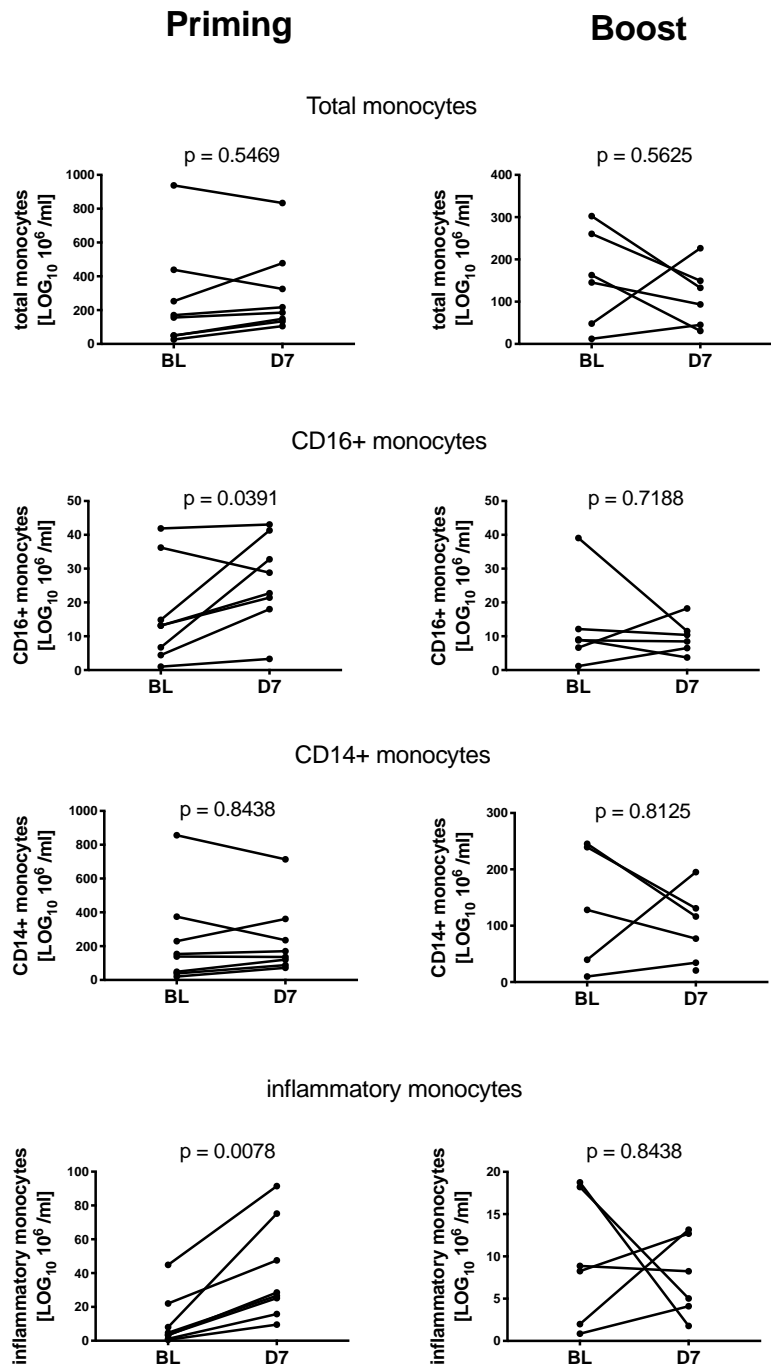 Priming Boost
Total monocytes
p = 0.5469
total monocytes
[LOG10 10^6 /ml]
1000
800
600
400
200
0
BL D7
p = 0.5625
total monocytes
[LOG10 10^6 /ml]
400
300
200
100
0
BL D7
CD16+ monocytes
p = 0.0391
CD16+ monocytes
[LOG10 10^6 /ml]
50
40
30
20
10
0
BL D7
p = 0.7188
CD16+ monocytes
[LOG10 10^6 /ml]
50
40
30
20
10
0
BL D7
CD14+ monocytes
p = 0.8438
CD14+ monocytes
[LOG10 10^6 /ml]
1000
800
600
400
200
0
BL D7
p = 0.8125
CD14+ monocytes
[LOG10 10^6 /ml]
300
200
100
0
BL D7
inflammatory monocytes
p = 0.0078
inflammatory monocytes
[LOG10 10^6 /ml]
100
80
60
40
20
0
BL D7
p = 0.8438
inflammatory monocytes
[LOG10 10^6 /ml]
20
15
10
5
0
BL D7